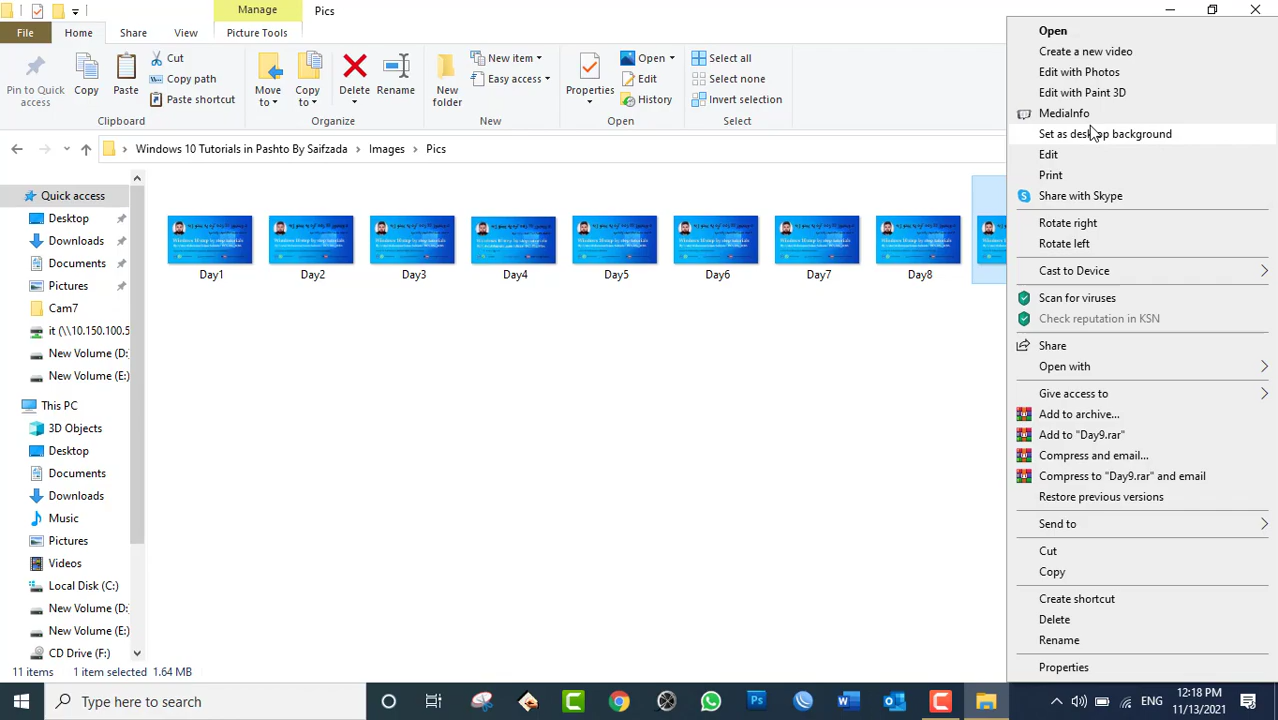 Manage
Pics
File
Home
Share
View
Picture Tools
Pin to Quick access
Copy
Paste
Cut
Copy path
Paste shortcut
Clipboard
Move to
Copy to
Delete
Rename
Organize
New folder
New item
Easy access
New
Properties
Open
Edit
History
Open
Select all
Select none
Invert selection
Select
Windows 10 Tutorials in Pashto By Saifzada
Images
Pics
Quick access
Desktop
Downloads
Documents
Pictures
Cam7
it (\\10.150.100.5
New Volume (D:
New Volume (E:)
This PC
3D Objects
Desktop
Documents
Downloads
Music
Pictures
Videos
Local Disk (C:)
New Volume (D:
New Volume (E:)
CD Drive (F:)
Day1
Day2
Day3
Day4
Day5
Day6
Day7
Day8
Open
Create a new video
Edit with Photos
Edit with Paint 3D
MediaInfo
Set as desktop background
Edit
Print
Share with Skype
Rotate right
Rotate left
Cast to Device
Scan for viruses
Check reputation in KSN
Share
Open with
Give access to
Add to archive...
Add to "Day9.rar"
Compress and email...
Compress to "Day9.rar" and email
Restore previous versions
Send to
Cut
Copy
Create shortcut
Delete
Rename
Properties
11 items
1 item selected 1.64 MB
Type here to search
ENG
12:18 PM
11/13/2021